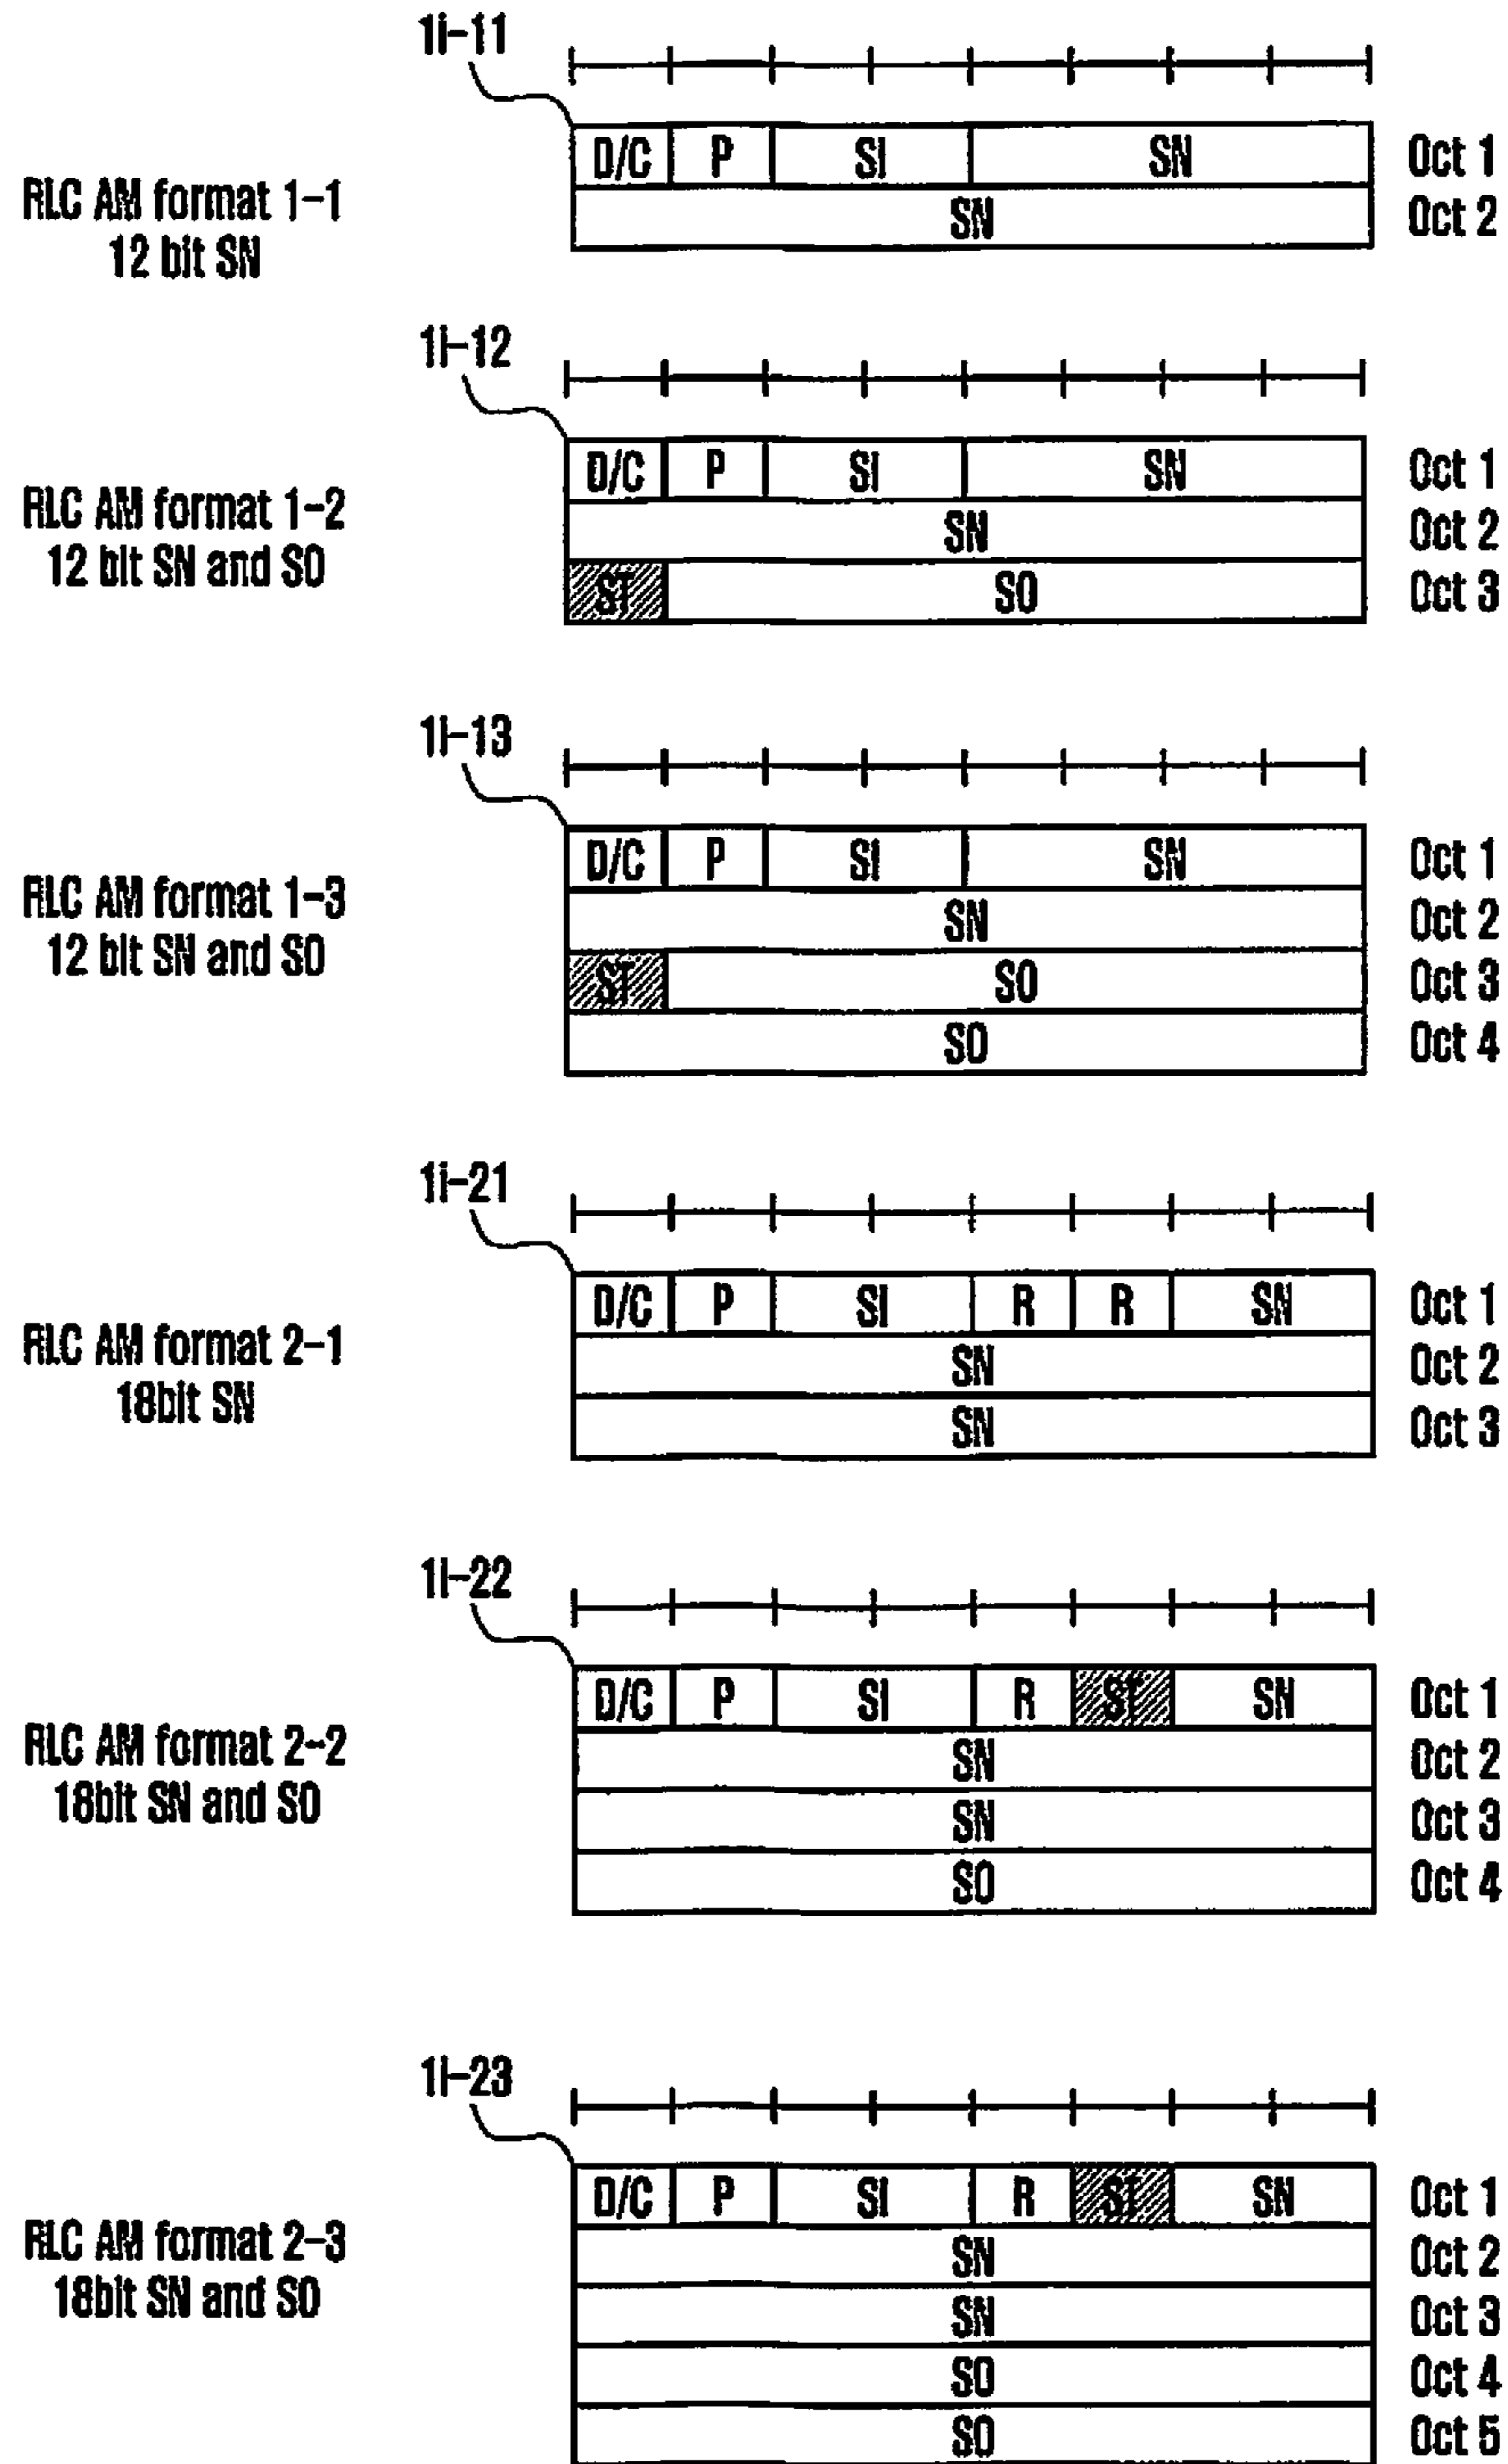 1i-11
D/C P SI SN Oct 1
RLC AM format 1-1
12 bit SN
SN Oct 2
1i-12
D/C P SI SN Oct 1
RLC AM format 1-2
12 bit SN and SO
SN Oct 2
ST SO Oct 3
1i-13
D/C P SI SN Oct 1
RLC AM format 1-3
12 bit SN and SO
SN Oct 2
ST SO Oct 3
SO Oct 4
1i-21
D/C P SI R R SN Oct 1
RLC AM format 2-1
18bit SN
SN Oct 2
SN Oct 3
1i-22
D/C P SI R ST SN Oct 1
RLC AM format 2-2
18bit SN and SO
SN Oct 2
SN Oct 3
SO Oct 4
1i-23
D/C P SI R ST SN Oct 1
RLC AM format 2-3
18bit SN and SO
SN Oct 2
SN Oct 3
SO Oct 4
SO Oct 5